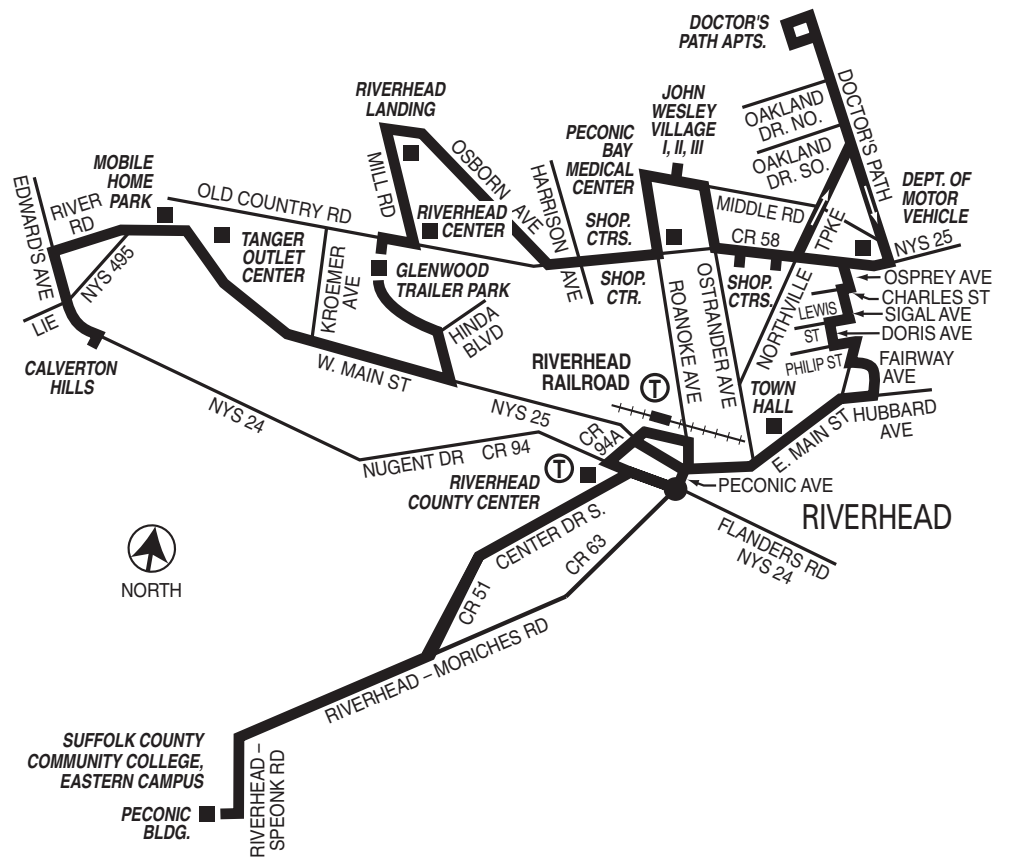 DOCTOR'S
PATH APTS.
DOCTOR'S PATH
OAKLAND
DR. NO.
OAKLAND
DR. SO.
JOHN
WESLEY
VILLAGE
I, II, III
RIVERHEAD
LANDING
PECONIC
BAY
MEDICAL
CENTER
OSBORN
AVE
MILL RD
HARRISON
AVE
MOBILE
HOME
PARK
EDWARD'S AVE
RIVER
RD
OLD COUNTRY RD
RIVERHEAD
CENTER
SHOP.
CTRS.
MIDDLE RD
DEPT. OF
MOTOR
VEHICLE
CR 58
NYS 25
TANGER
OUTLET
CENTER
KROEMER
AVE
GLENWOOD
TRAILER PARK
SHOP.
CTR.
SHOP.
CTRS.
NORTHVILLE
TPKE
NYS 495
LIE
HINDA
BLVD
ROANOKE AVE
OSTRANDER AVE
OSPREY AVE
CHARLES ST
SIGAL AVE
LEWIS
ST
DORIS AVE
PHILIP ST
FAIRWAY
AVE
CALVERTON
HILLS
W. MAIN ST
RIVERHEAD
RAILROAD
T
TOWN
HALL
HUBBARD
AVE
E. MAIN ST
NYS 24
NYS 25
CR
94A
NUGENT DR CR 94
T
RIVERHEAD
COUNTY CENTER
PECONIC AVE
RIVERHEAD
FLANDERS RD
NYS 24
CENTER DR S.
CR 63
CR 51
NORTH
RIVERHEAD – MORICHES RD
SUFFOLK COUNTY
COMMUNITY COLLEGE,
EASTERN CAMPUS
RIVERHEAD –
SPEONK RD
PECONIC
BLDG.